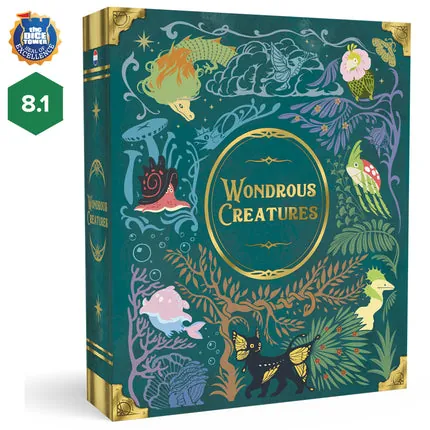 the
DICE
TOWER
SEAL OF
EXCELLENCE
8.1
WONDROUS
CREATURES
WONDROUS
CREATURES